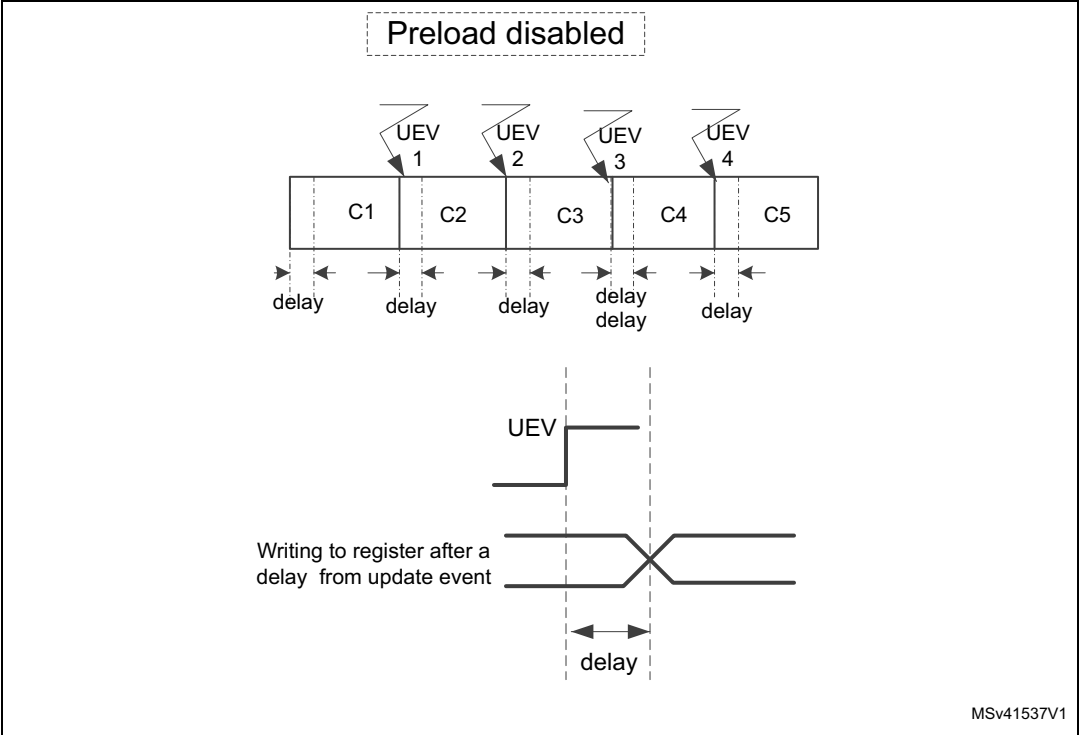 Preload disabled
UEV
1
UEV
2
UEV
3
UEV
4
C1
C2
C3
C4
C5
delay
delay
delay
delay
delay
delay
UEV
Writing to register after a
delay from update event
delay
MSv41537V1